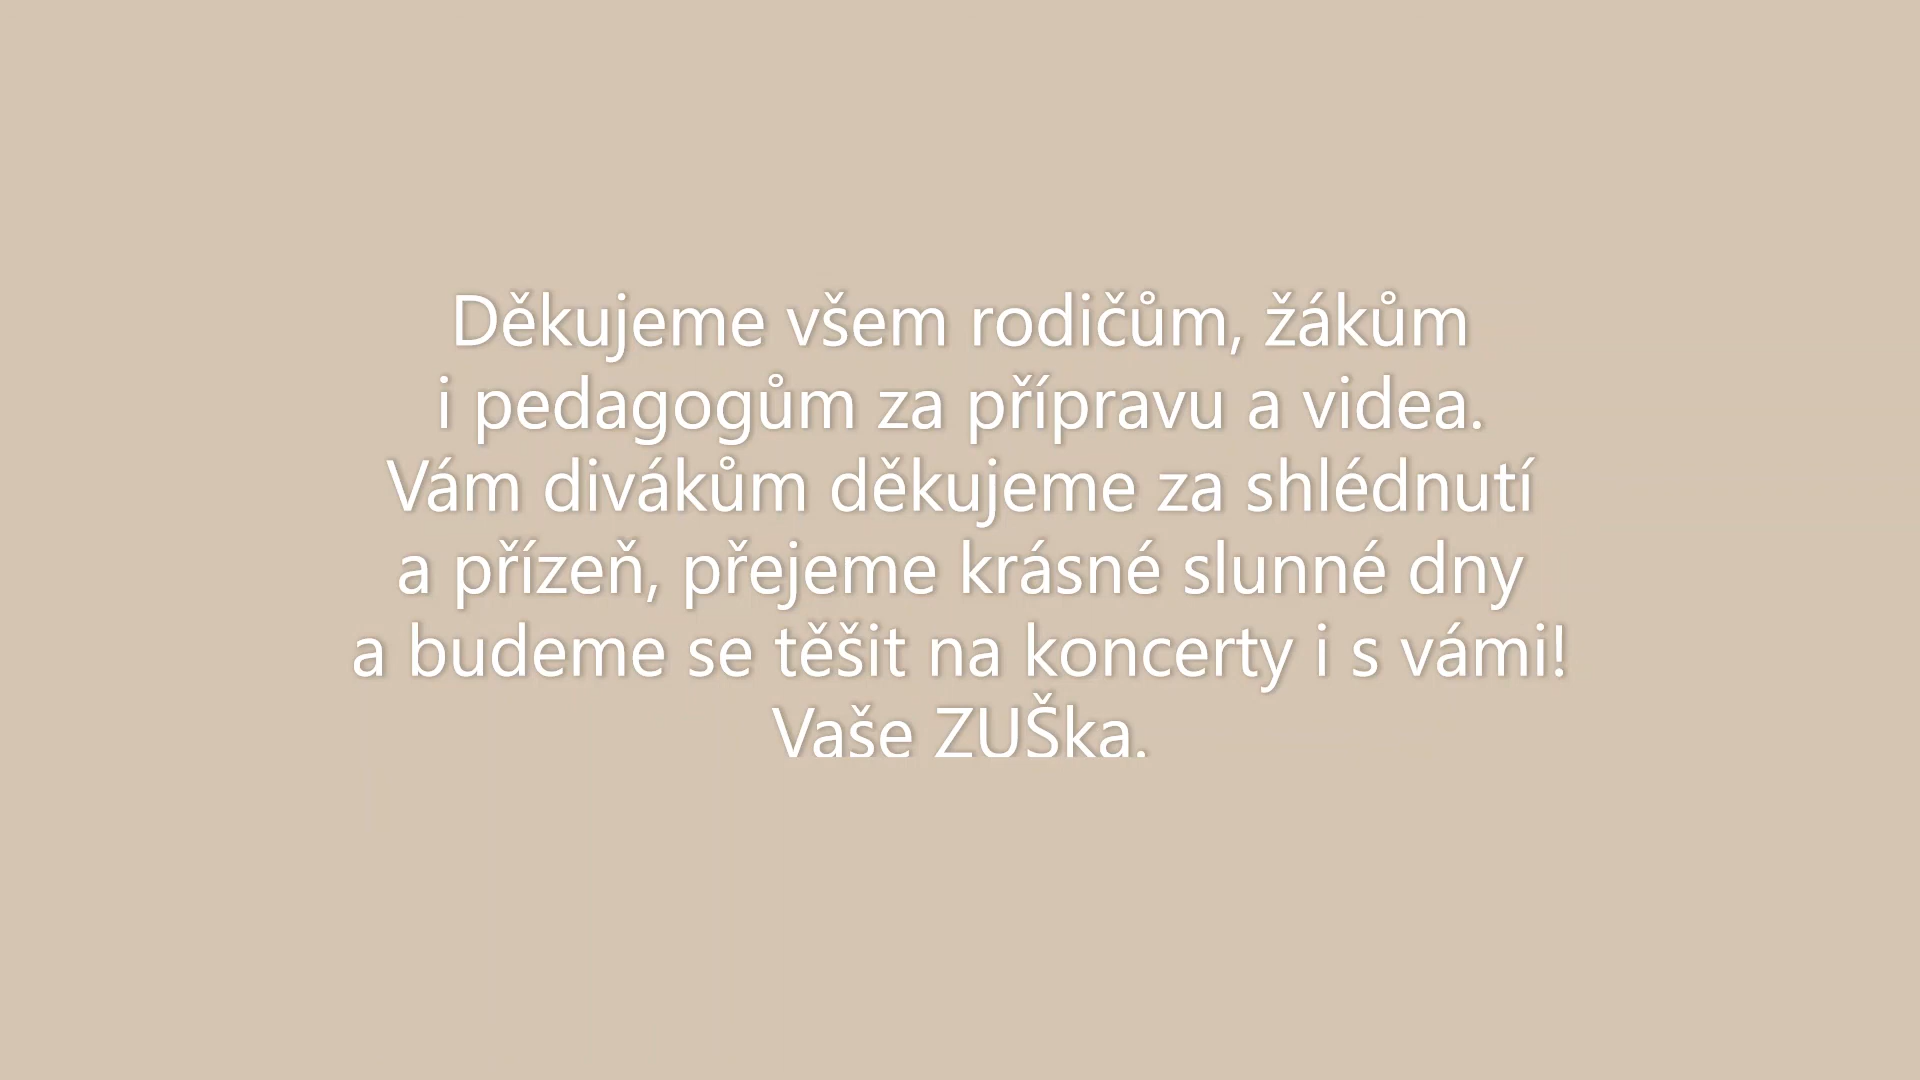 Děkujeme všem rodičům, žákům
i pedagogům za přípravu a videa.
Vám divákům děkujeme za shlédnutí
a přízeň, přejeme krásné slunné dny
a budeme se těšit na koncerty i s vámi!
Vaše ZUŠka.